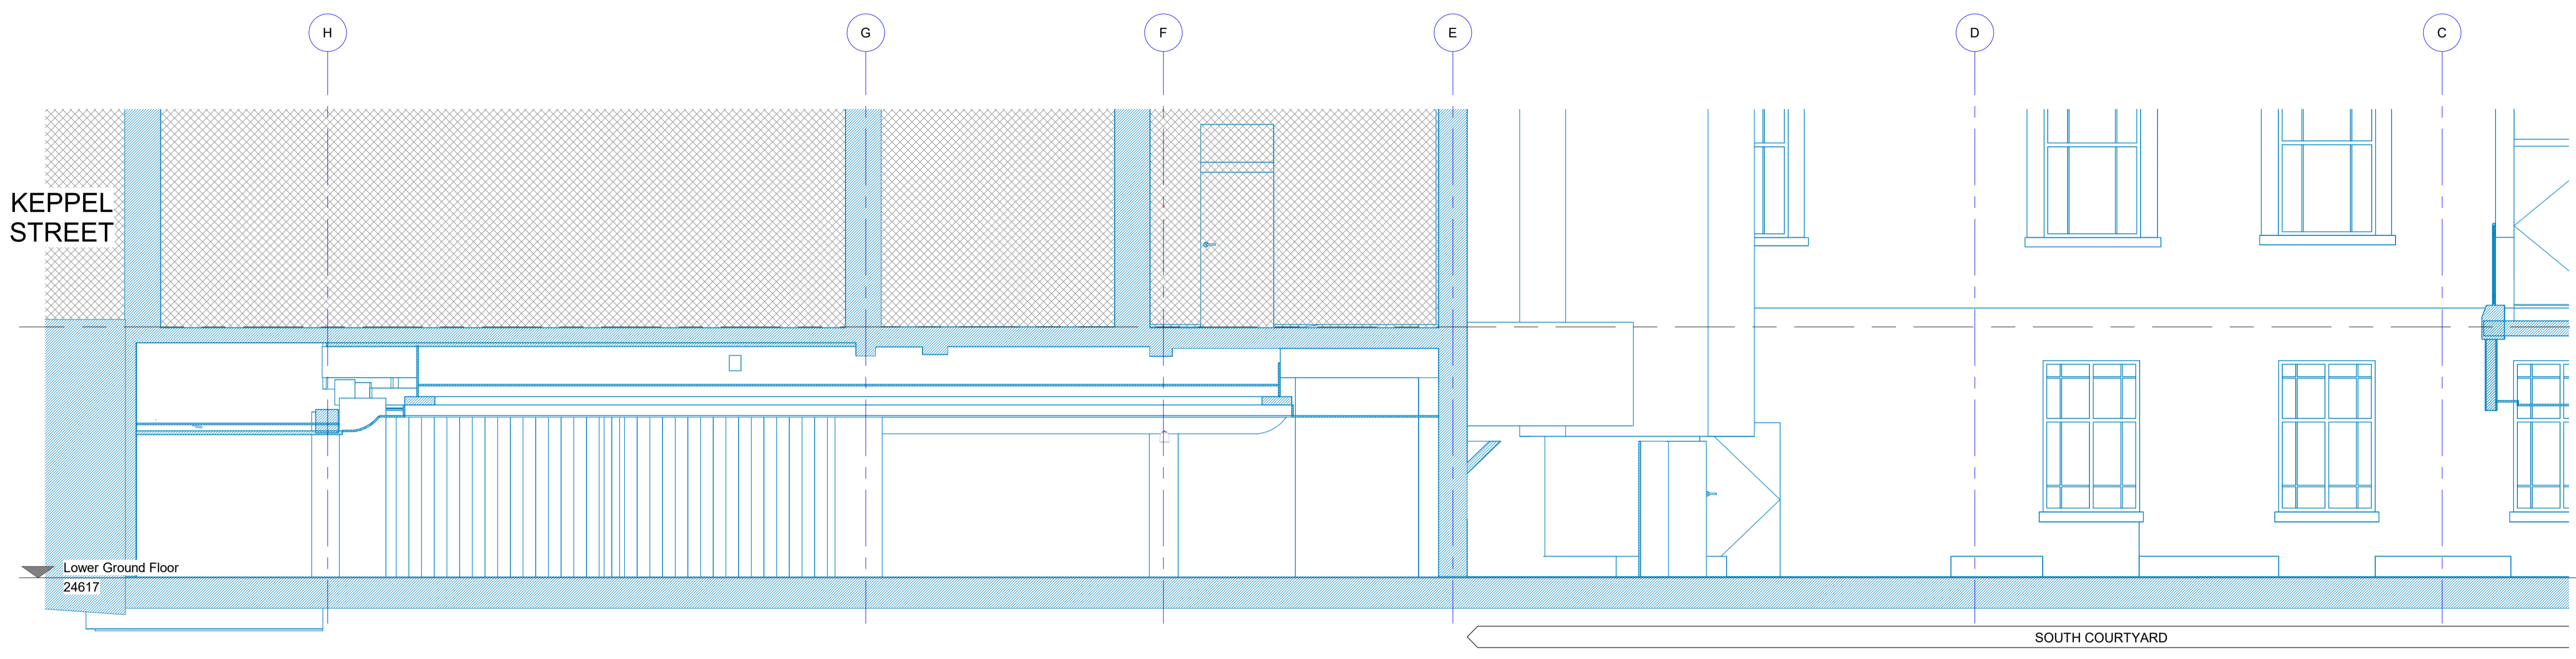 H
G
F
E
D
C
KEPPEL
STREET
Lower Ground Floor
24617
SOUTH COURTYARD